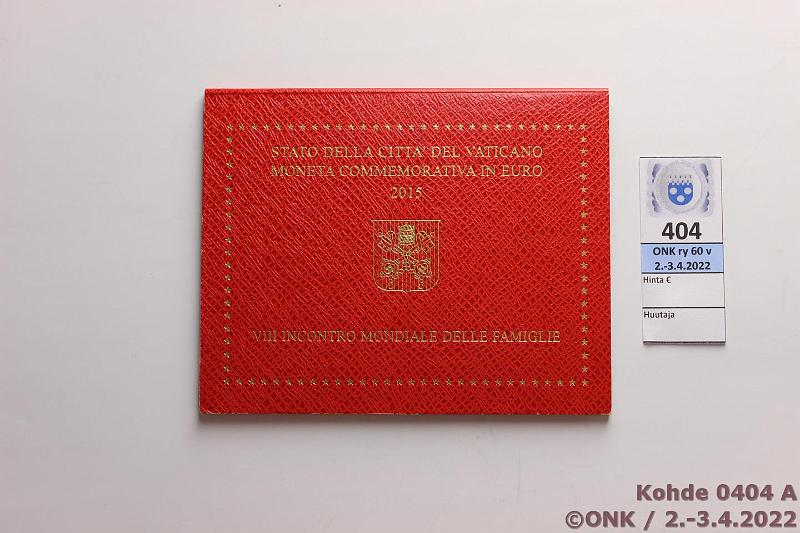 STATO DELLA CITTA' DEL VATICANO
MONETA COMMEMORATIVA IN EURO
2015
VIII INCONTRO MONDIALE DELLE FAMIGLIE
404
ONK ry 60 v
2.-3.4.2022
Hinta €
Huutaja
Kohde 0404 A
©ONK / 2.-3.4.2022